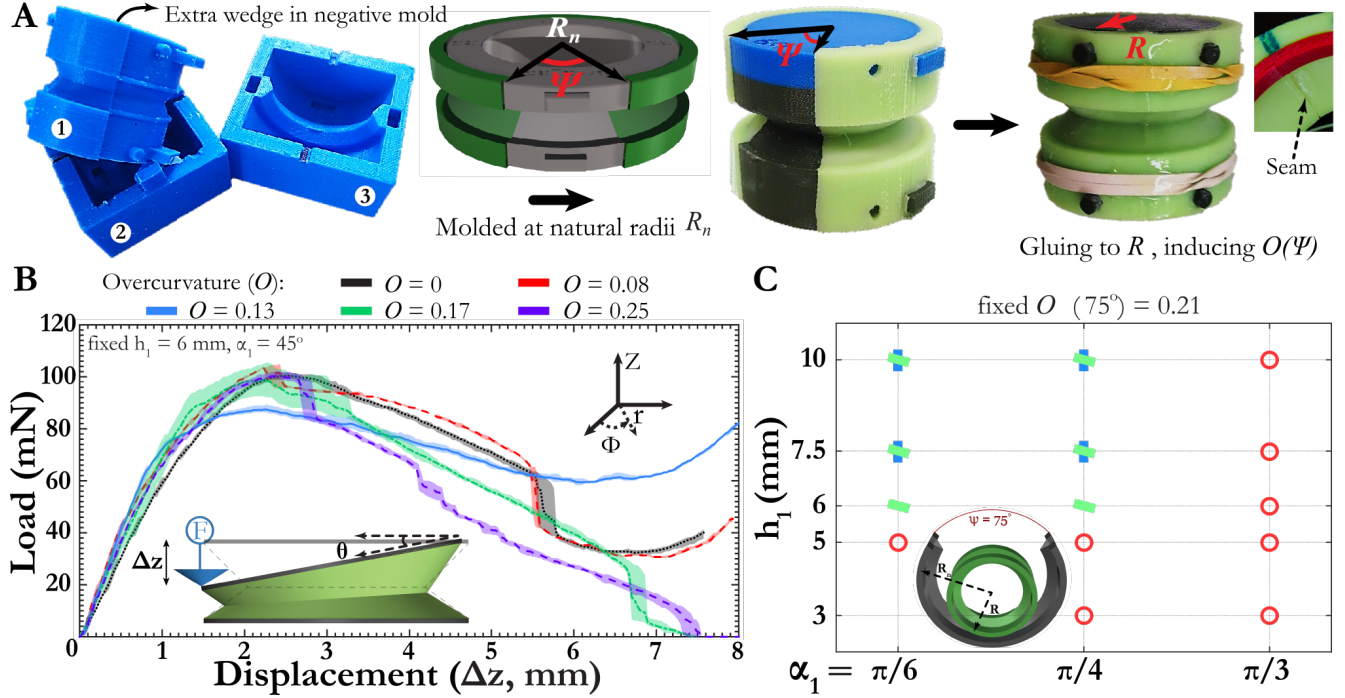 A
Extra wedge in negative mold
1
2
3
Rn
Ψ
Molded at natural radii Rn
Ψ
R
Seam
Gluing to R , inducing O(Ψ)
B
Overcurvature (O):
O = 0
O = 0.08
O = 0.13
O = 0.17
O = 0.25
fixed h1 = 6 mm, α1 = 45º
Load (mN)
120
100
80
60
40
20
0
0 1 2 3 4 5 6 7 8
Displacement (Δz, mm)
Z
r
Φ
F
Δz
θ
C
fixed O (75º) = 0.21
h1 (mm)
10
7.5
6
5
3
Ψ = 75º
Rn
R
α1 = π/6 π/4 π/3